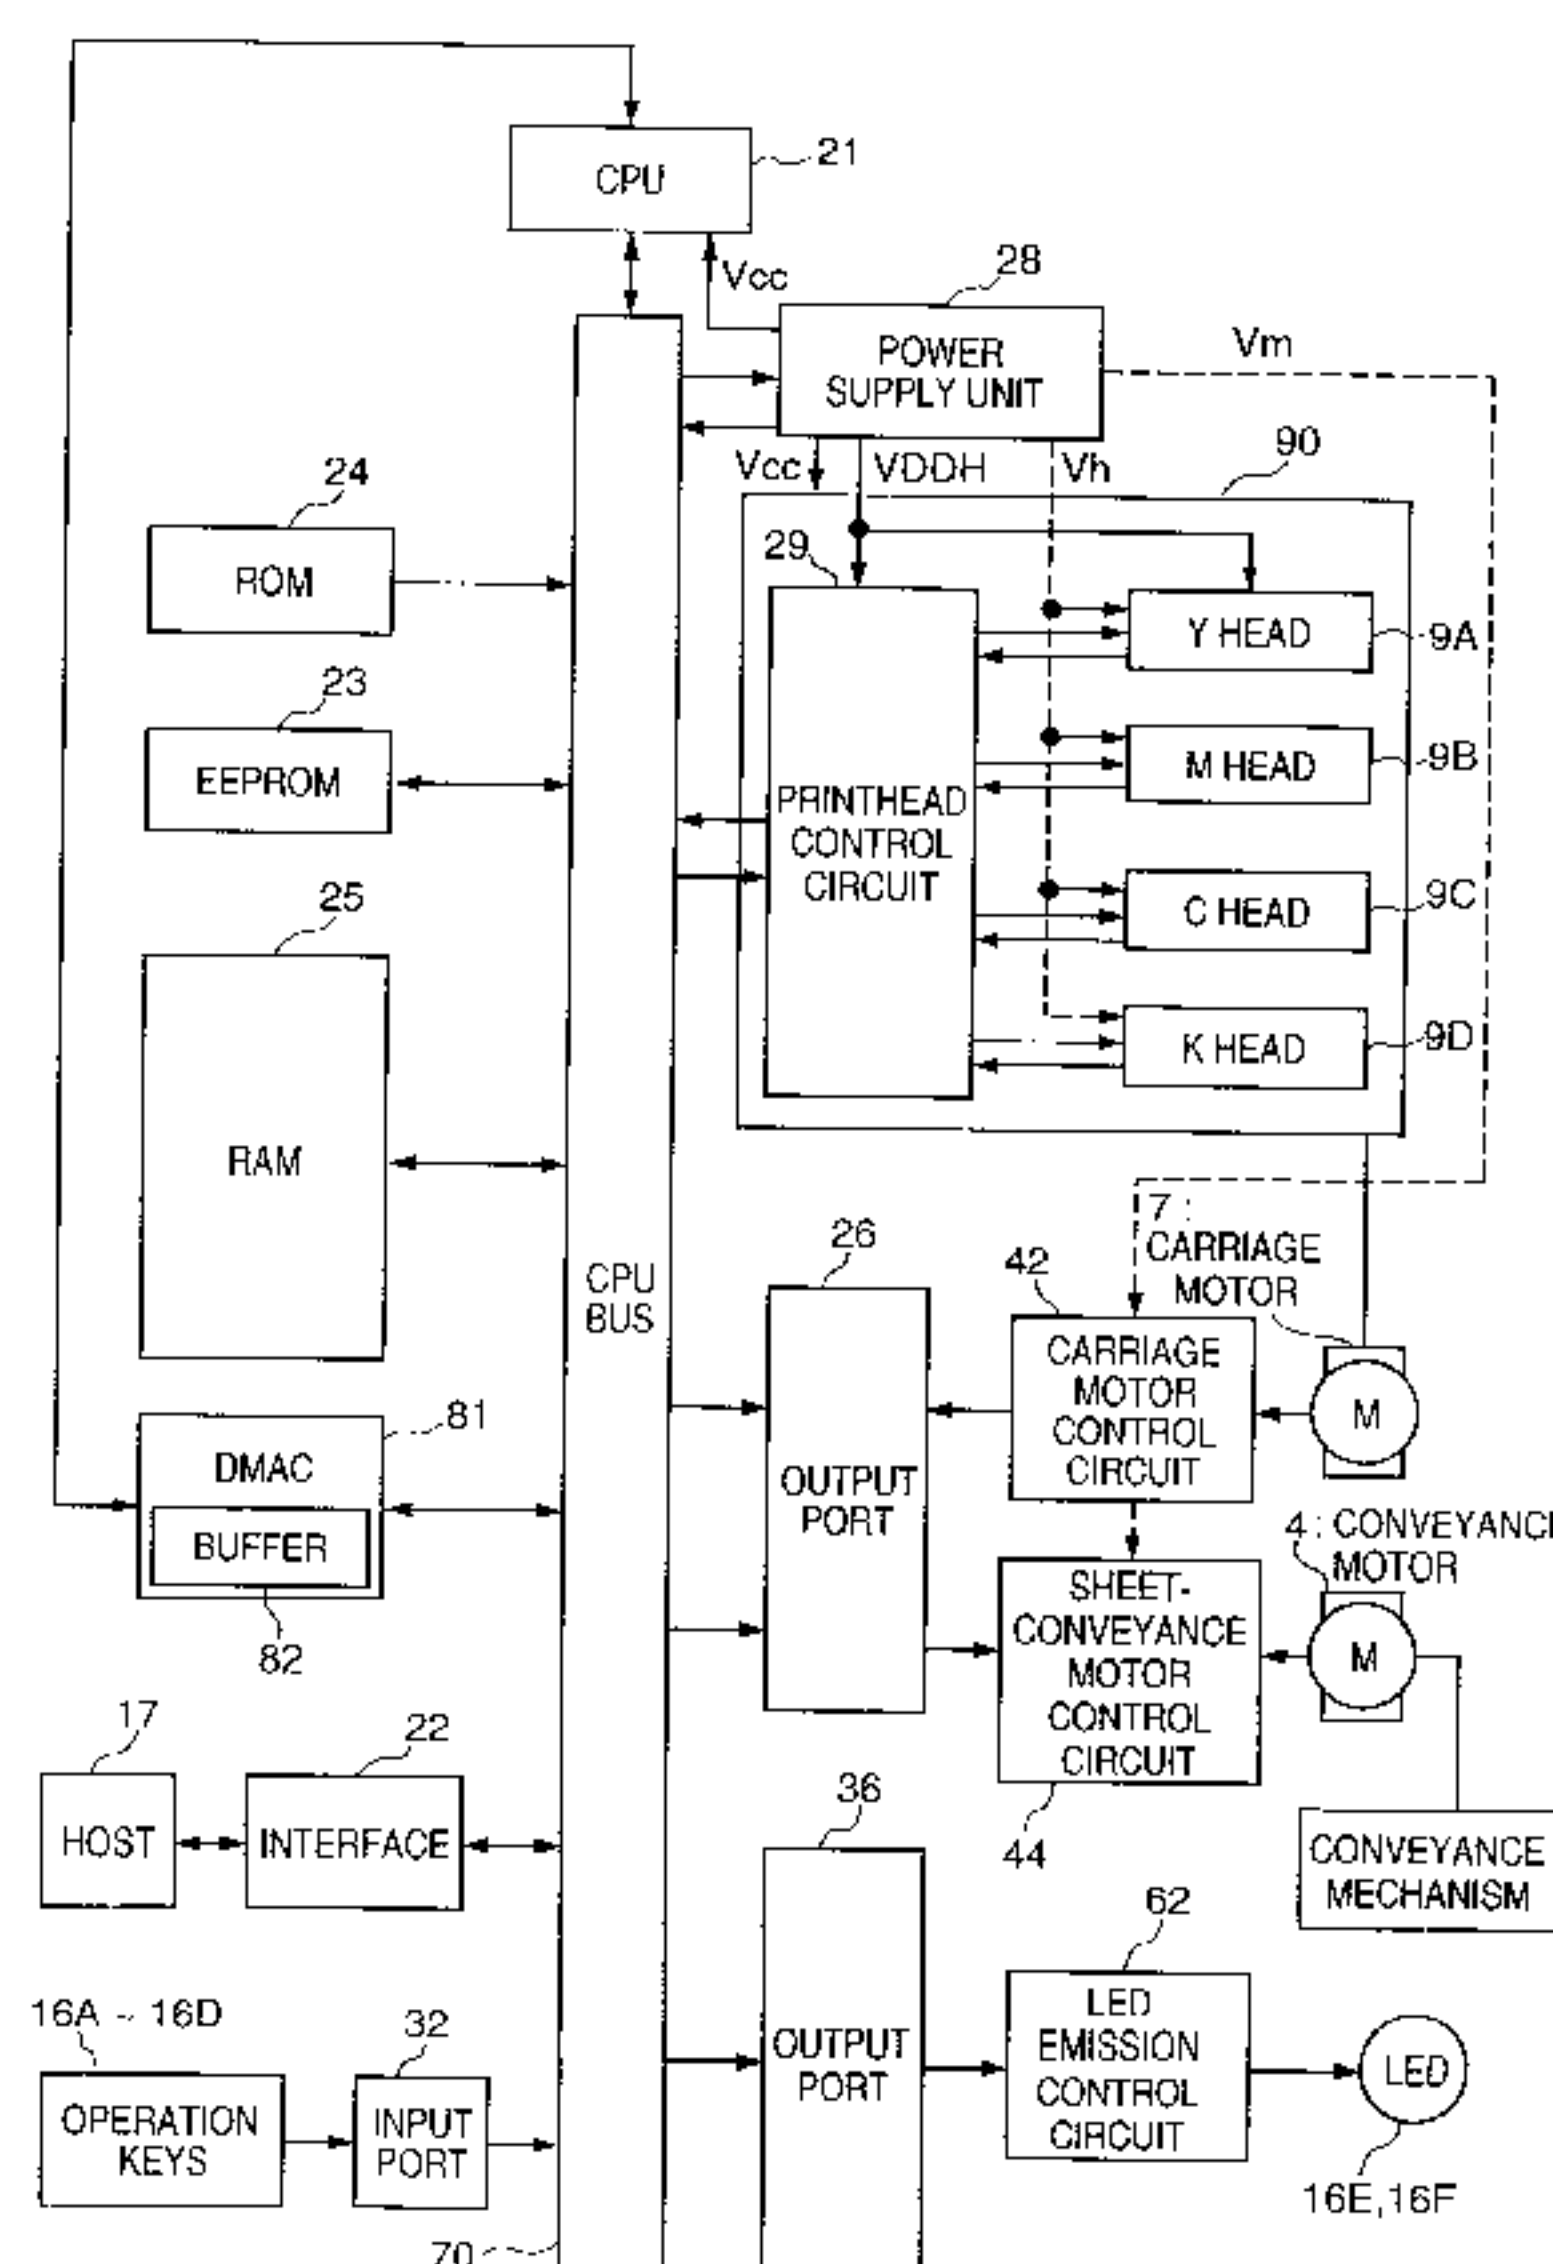 CPU
21
Vcc
28
POWER
SUPPLY UNIT
Vm
Vcc
VDDH
Vh
90
24
ROM
29
Y HEAD
9A
23
EEPROM
M HEAD
9B
PRINTHEAD
CONTROL
CIRCUIT
25
C HEAD
9C
K HEAD
9D
RAM
CPU
BUS
26
42
7 :
CARRIAGE
MOTOR
CARRIAGE
MOTOR
CONTROL
CIRCUIT
M
81
DMAC
BUFFER
82
OUTPUT
PORT
4 : CONVEYANCE
MOTOR
SHEET-
CONVEYANCE
MOTOR
CONTROL
CIRCUIT
M
44
17
HOST
22
INTERFACE
36
CONVEYANCE
MECHANISM
62
16A ~ 16D
OPERATION
KEYS
32
INPUT
PORT
OUTPUT
PORT
LED
EMISSION
CONTROL
CIRCUIT
LED
16E,16F
70